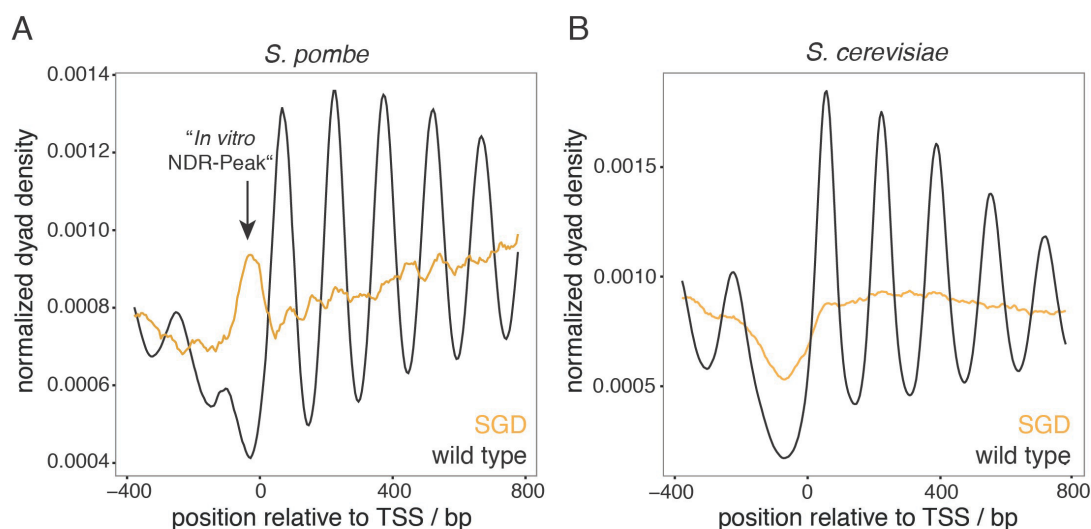 A
S. pombe
0.0014
0.0012
0.0010
0.0008
0.0006
0.0004
normalized dyad density
“In vitro
NDR-Peak“
SGD
wild type
−400
0
400
800
position relative to TSS / bp
B
S. cerevisiae
0.0015
0.0010
0.0005
normalized dyad density
SGD
wild type
−400
0
400
800
position relative to TSS / bp